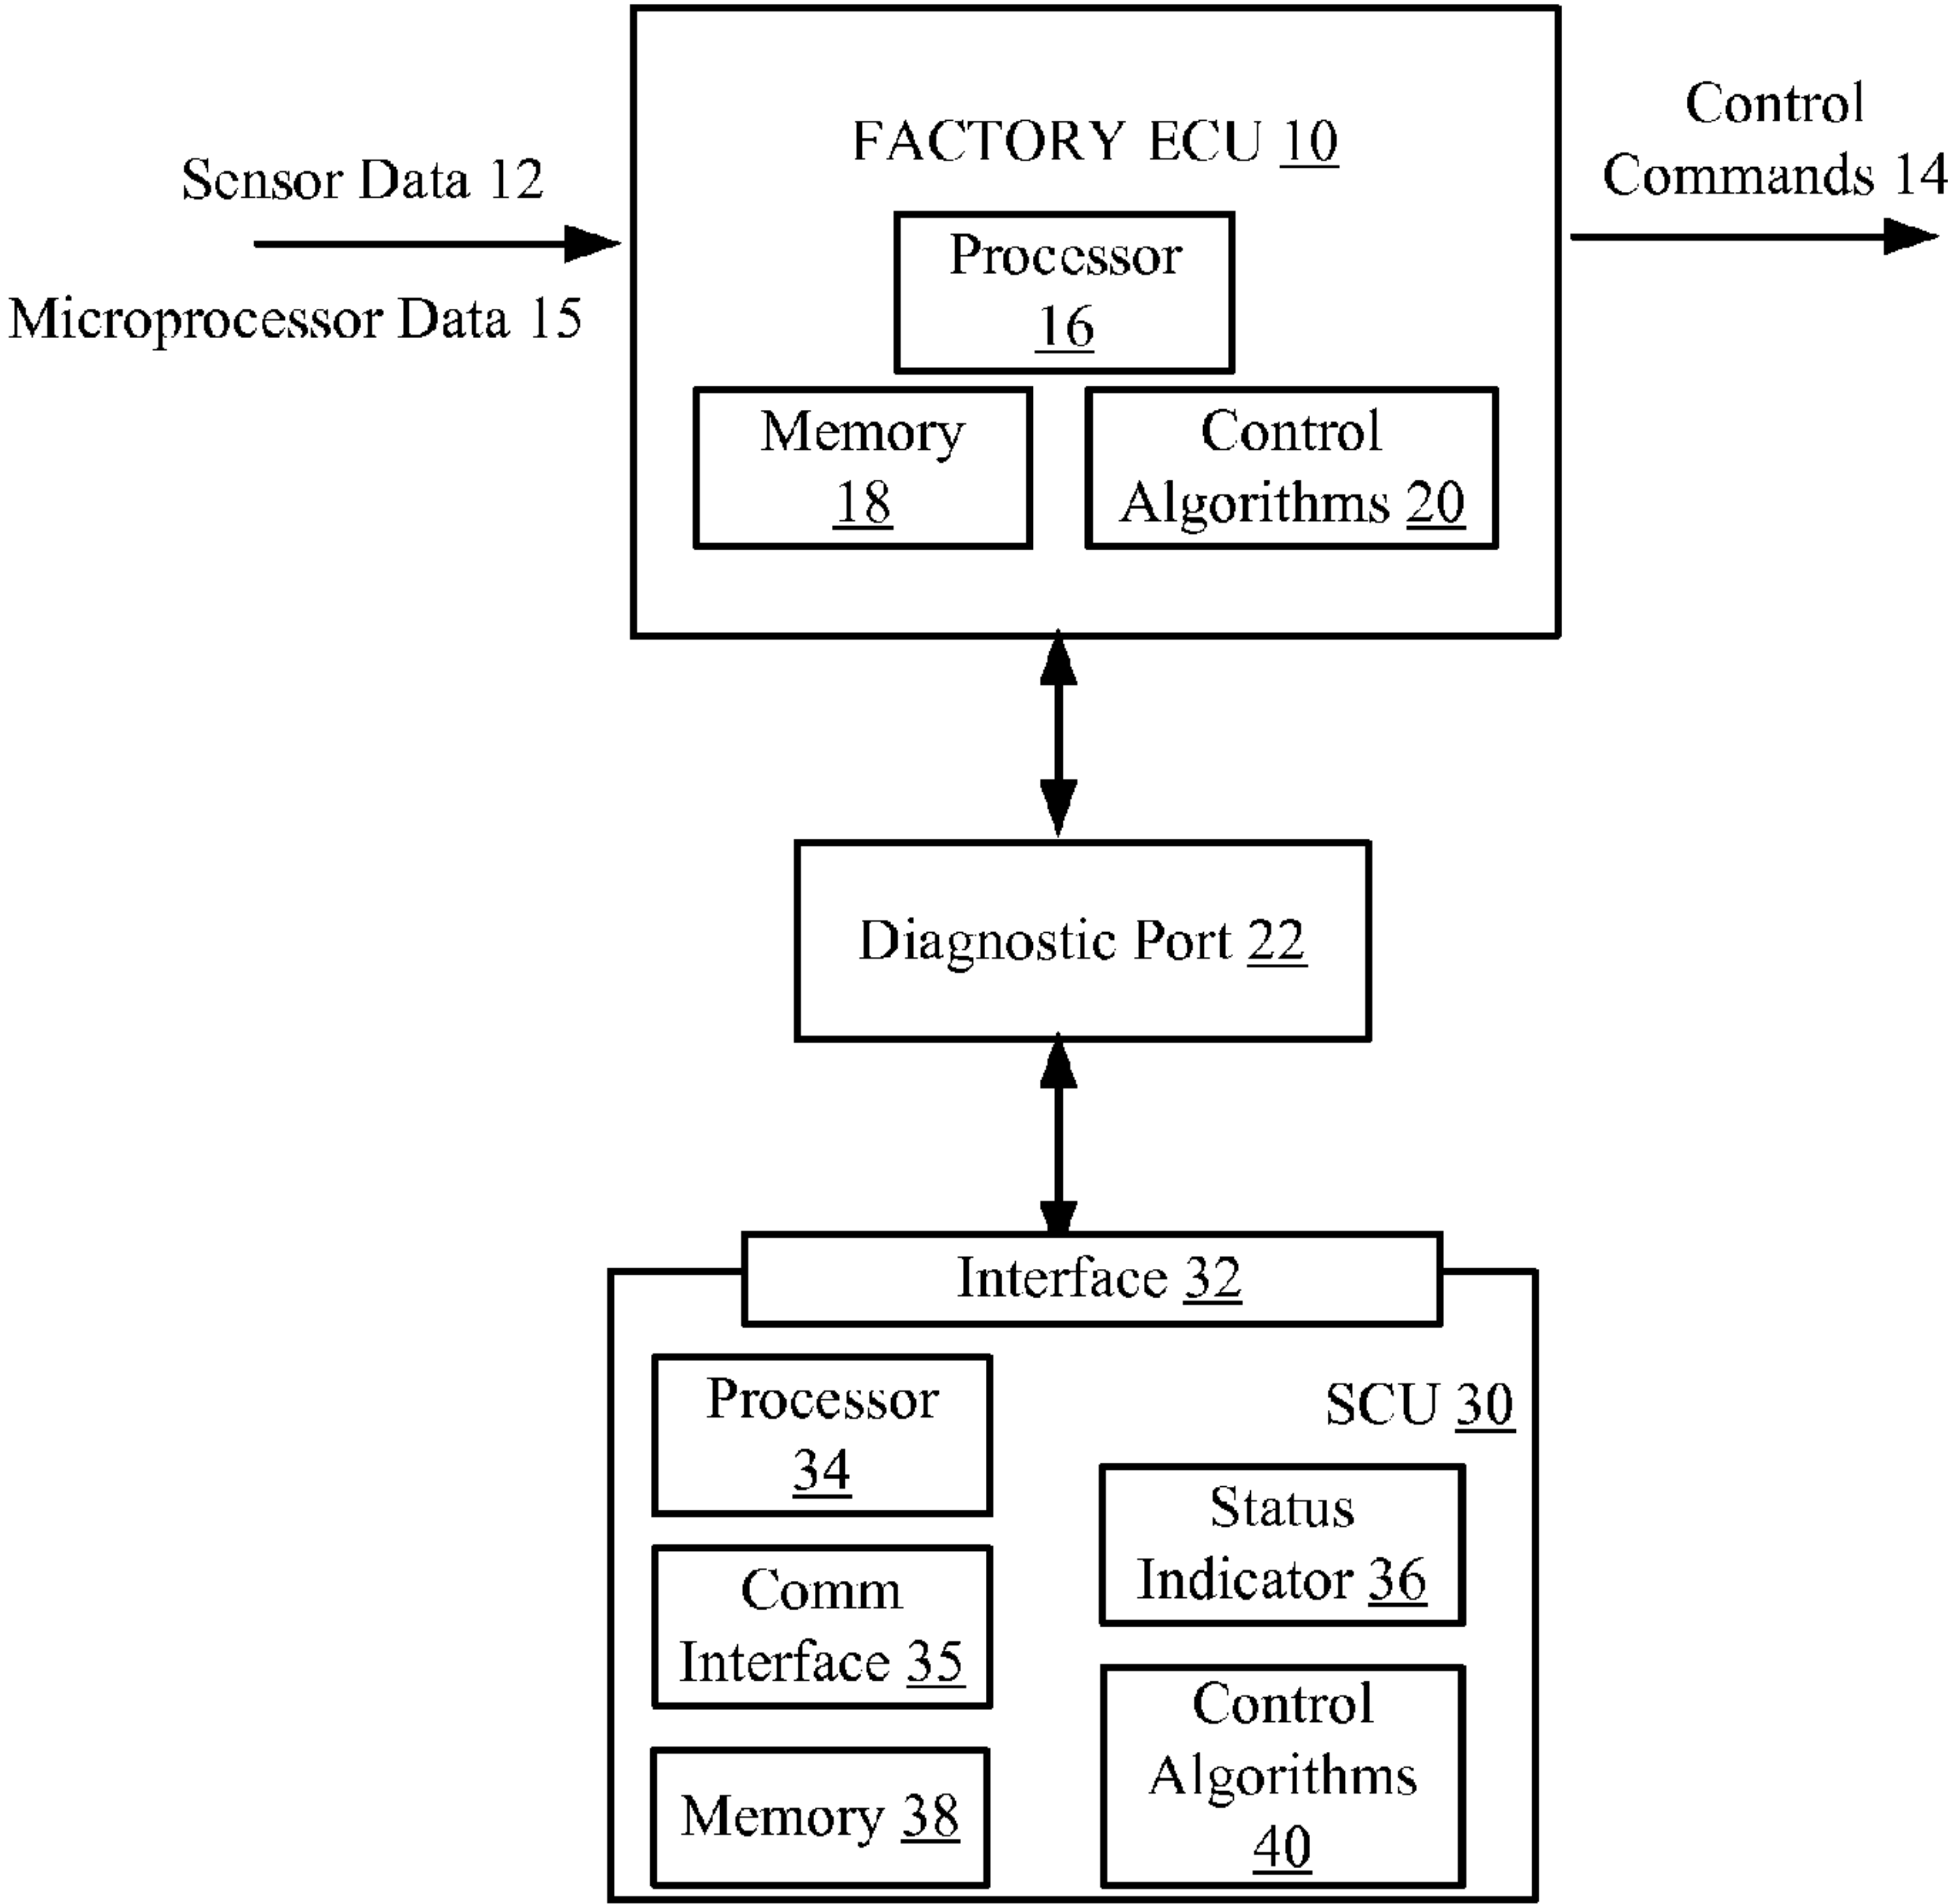 Sensor Data 12
Microprocessor Data 15
FACTORY ECU 10
Processor
16
Memory
18
Control
Algorithms 20
Control
Commands 14
Diagnostic Port 22
Interface 32
SCU 30
Processor
34
Comm
Interface 35
Memory 38
Status
Indicator 36
Control
Algorithms
40